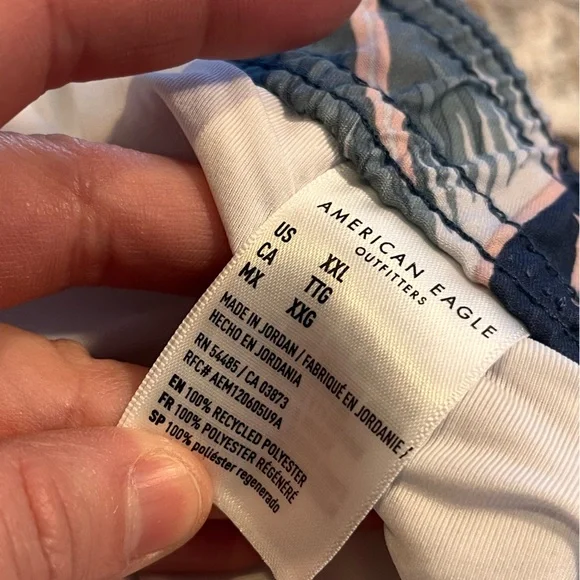 AMERICAN EAGLE
OUTFITTERS
US XXL
CA TTG
MX XXG
MADE IN JORDAN / FABRIQUÉ EN JORDANIE /
HECHO EN JORDANIA
RN 54485 / CA 03873
RFC# AEM120605U9A
EN 100% RECYCLED POLYESTER
FR 100% POLYESTER RÉGÉNÉRÉ
SP 100% poliéster regenerado